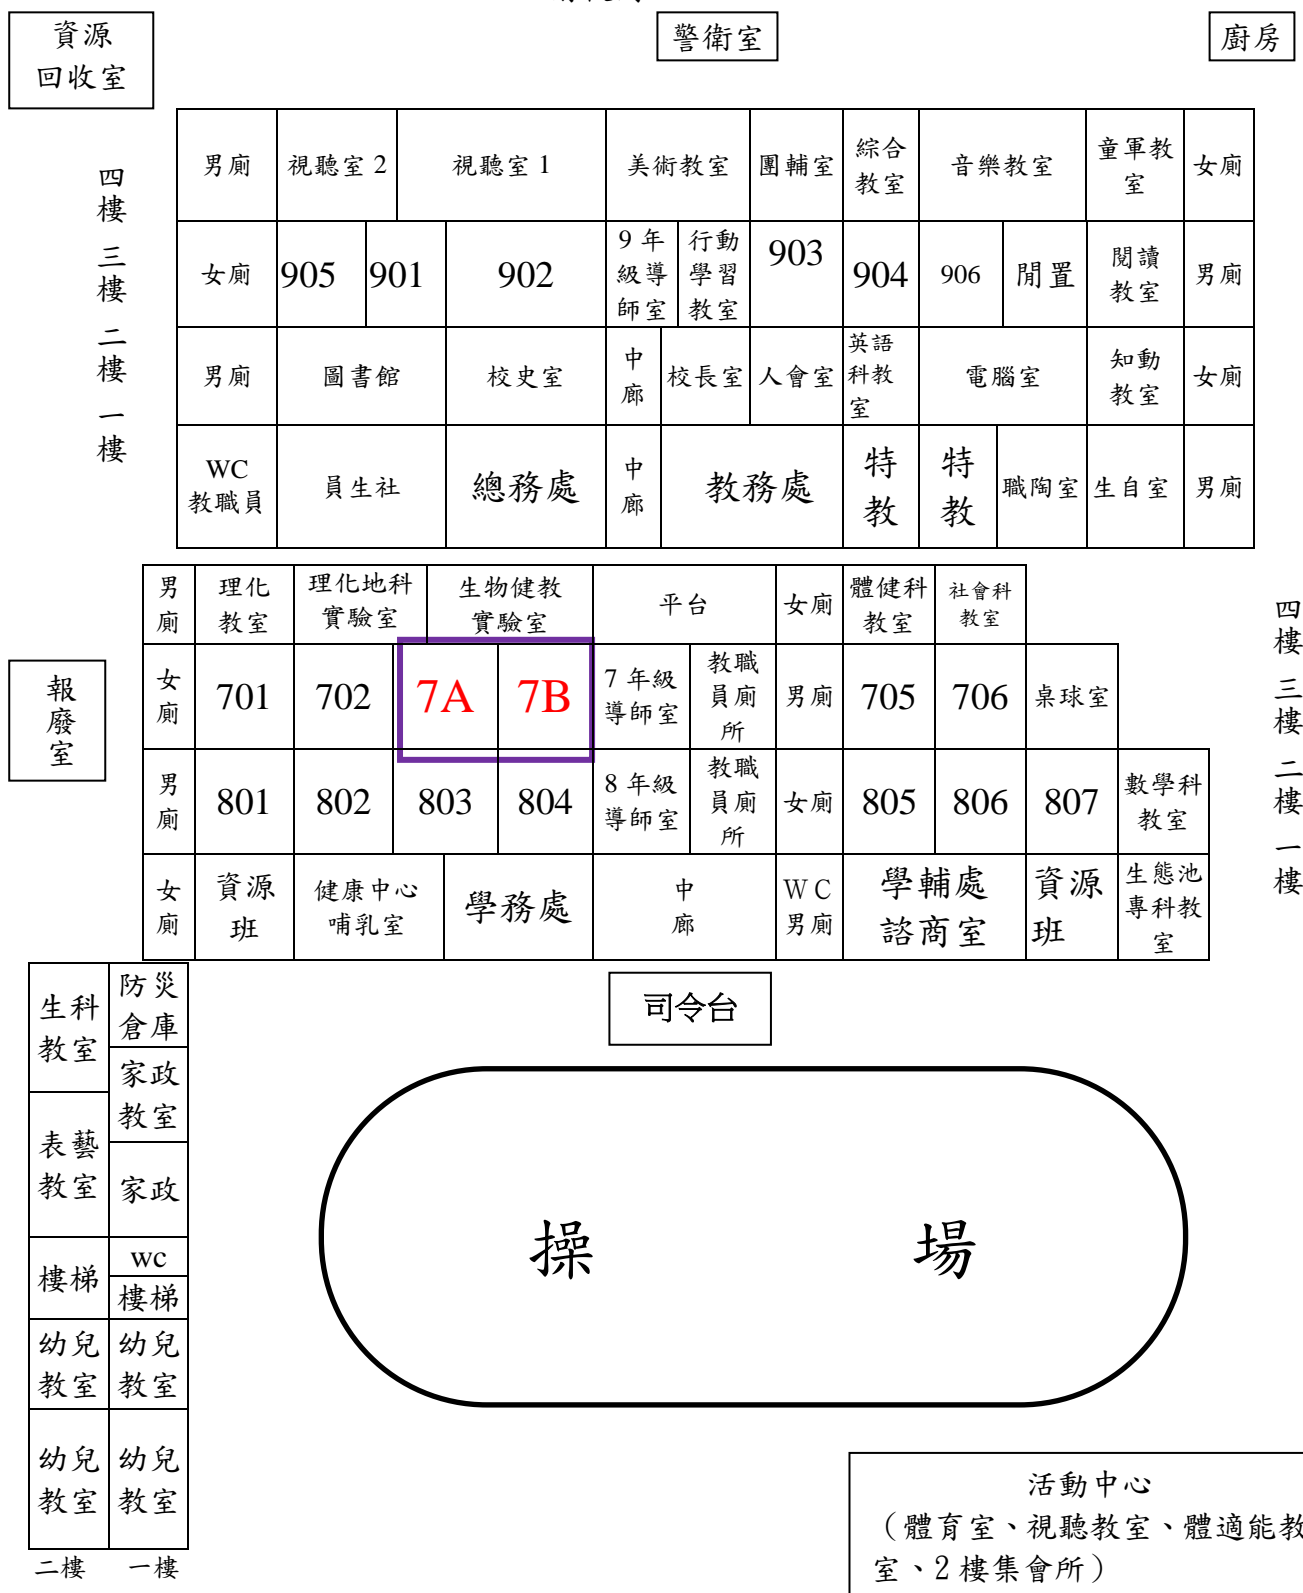 資源
回收室
警衛室
廚房
四樓 三樓 二樓 一樓
男廁 視聽室 2 視聽室 1 美術教室 團輔室 綜合教室 音樂教室 童軍教室 女廁
女廁 905 901 902 9 年級導師室 行動學習教室 903 904 906 閒置 閱讀教室 男廁
男廁 圖書館 校史室 中廊 校長室 人會室 英語科教室 電腦室 知動教室 女廁
WC教職員 員生社 總務處 中廊 教務處 特教 特教 職陶室 生自室 男廁
男廁 理化教室 理化地科實驗室 生物健教實驗室 平台 女廁 體健科教室 社會科教室
女廁 701 702 7A 7B 7 年級導師室 教職員廁所 男廁 705 706 桌球室
男廁 801 802 803 804 8 年級導師室 教職員廁所 女廁 805 806 807 數學科教室
女廁 資源班 健康中心哺乳室 學務處 中廊 WC男廁 學輔處諮商室 資源班 生態池專科教室
四樓 三樓 二樓 一樓
報廢室
生科教室
防災倉庫
家政教室
表藝教室
家政
樓梯
wc
樓梯
幼兒教室 幼兒教室
幼兒教室 幼兒教室
二樓 一樓
司令台
操 場
活動中心
（體育室、視聽教室、體適能教
室、2 樓集會所）